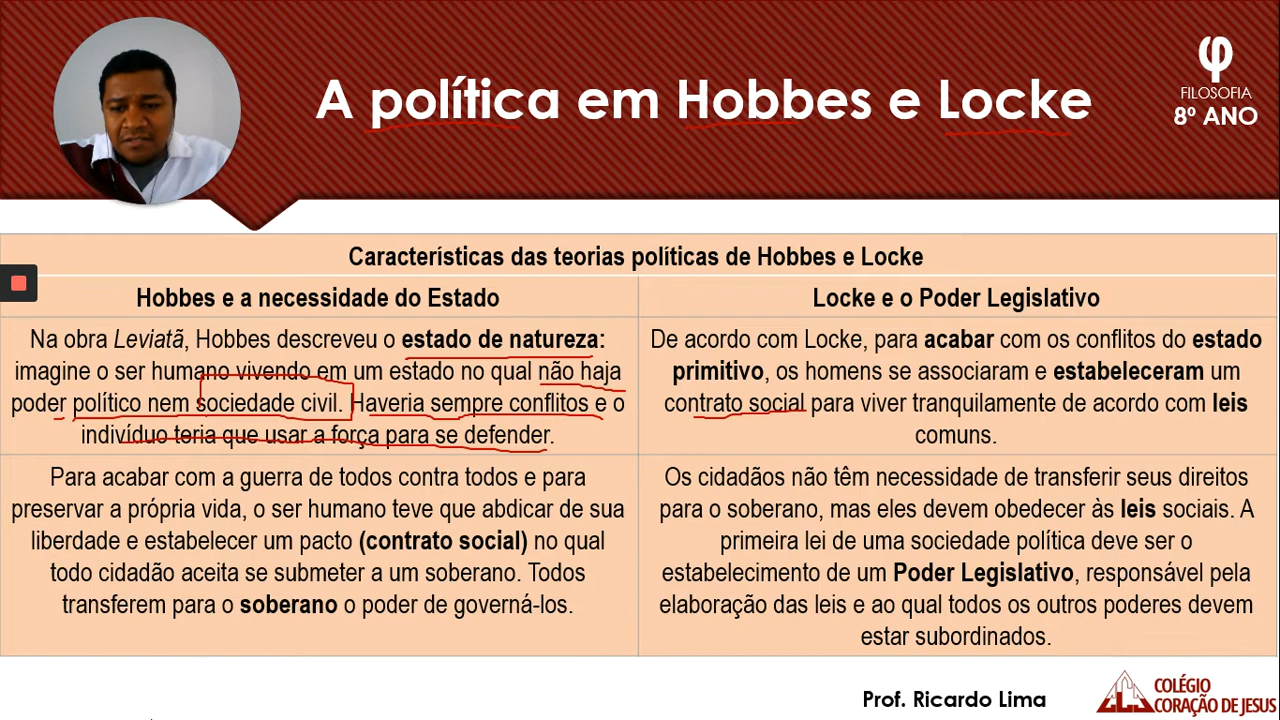 A política em Hobbes e Locke
φ
FILOSOFIA
8º ANO
Características das teorias políticas de Hobbes e Locke
Hobbes e a necessidade do Estado
Na obra Leviatã, Hobbes descreveu o estado de natureza:
imagine o ser humano vivendo em um estado no qual não haja
poder político nem sociedade civil. Haveria sempre conflitos e o
indivíduo teria que usar a força para se defender.
Locke e o Poder Legislativo
De acordo com Locke, para acabar com os conflitos do estado
primitivo, os homens se associaram e estabeleceram um
contrato social para viver tranquilamente de acordo com leis
comuns.
Para acabar com a guerra de todos contra todos e para
preservar a própria vida, o ser humano teve que abdicar de sua
liberdade e estabelecer um pacto (contrato social) no qual
todo cidadão aceita se submeter a um soberano. Todos
transferem para o soberano o poder de governá-los.
Os cidadãos não têm necessidade de transferir seus direitos
para o soberano, mas eles devem obedecer às leis sociais. A
primeira lei de uma sociedade política deve ser o
estabelecimento de um Poder Legislativo, responsável pela
elaboração das leis e ao qual todos os outros poderes devem
estar subordinados.
Prof. Ricardo Lima
COLÉGIO
CORAÇÃO DE JESUS